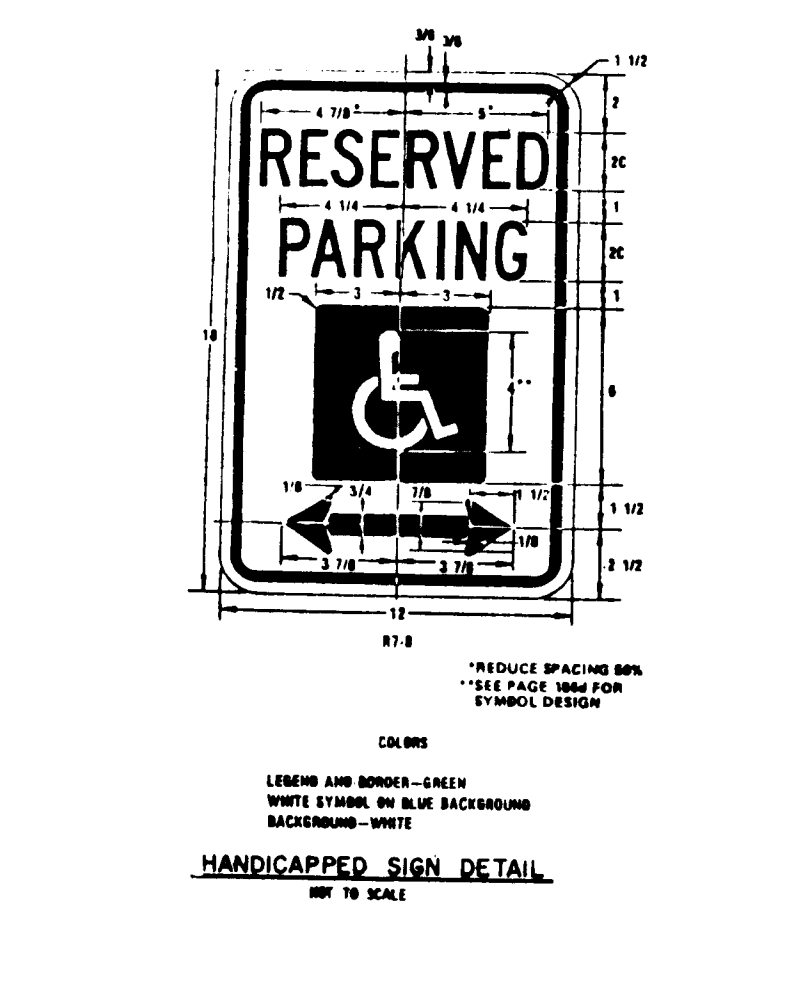 3/8 3/8
1 1/2
4 7/8* 5*
2
RESERVED
2C
4 1/4 4 1/4
1
PARKING
2C
1/2 3 3
1
18
4**
6
1/8 3/4 7/8 1 1/2
1 1/2
1/8
3 7/8 3 7/8
2 1/2
12
R7-8
*REDUCE SPACING 50%
**SEE PAGE FOR
SYMBOL DESIGN
COLORS
LEGEND AND BORDER—GREEN
WHITE SYMBOL ON BLUE BACKGROUND
BACKGROUND—WHITE
HANDICAPPED SIGN DETAIL
NOT TO SCALE